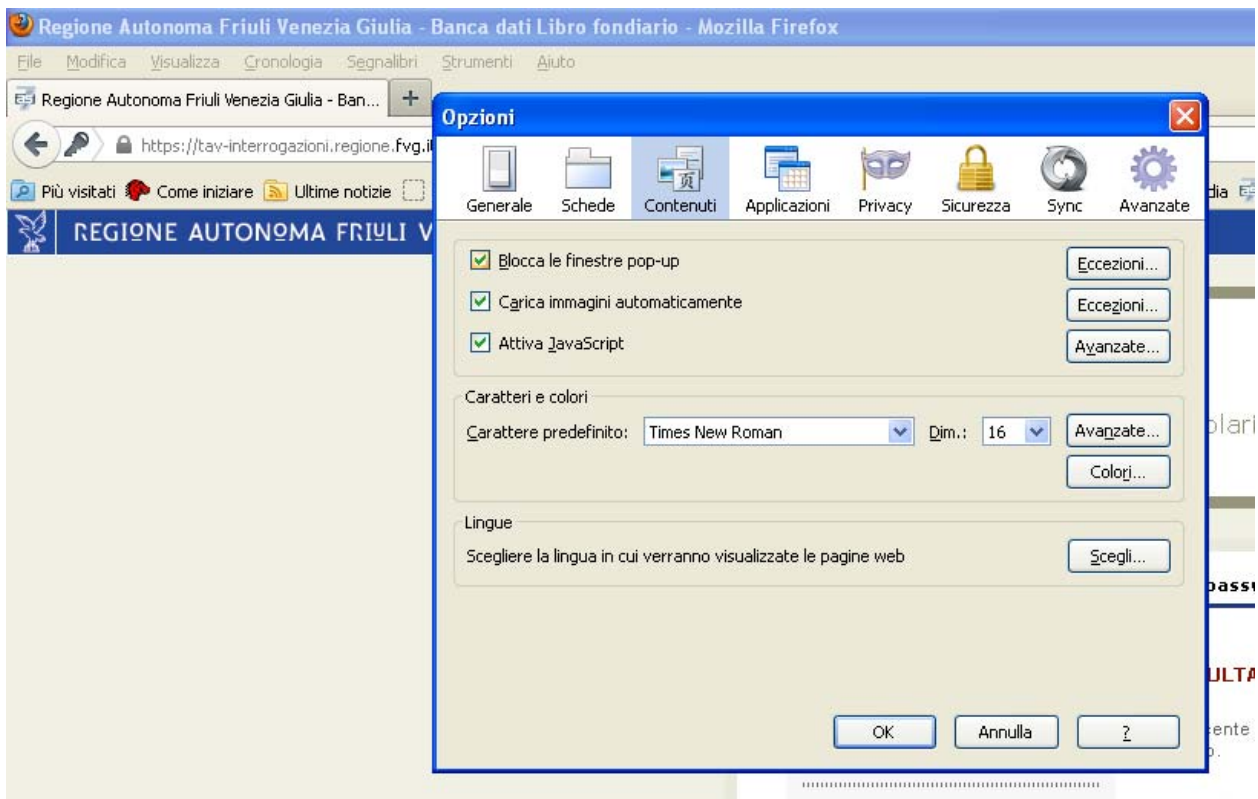 Regione Autonoma Friuli Venezia Giulia - Banca dati Libro fondiario - Mozilla Firefox
File Modifica Visualizza Cronologia Segnalibri Strumenti Aiuto
Regione Autonoma Friuli Venezia Giulia - Ban... +
https://tav-interrogazioni.regione.fvg.i
Più visitati Come iniziare Ultime notizie
REGIONE AUTONOMA FRIULI V
Opzioni
Generale Schede Contenuti Applicazioni Privacy Sicurezza Sync Avanzate
Blocca le finestre pop-up Eccezioni...
Carica immagini automaticamente Eccezioni...
Attiva JavaScript Avanzate...
Caratteri e colori
Carattere predefinito: Times New Roman Dim.: 16 Avanzate...
Colori...
Lingue
Scegliere la lingua in cui verranno visualizzate le pagine web Scegli...
OK Annulla ?